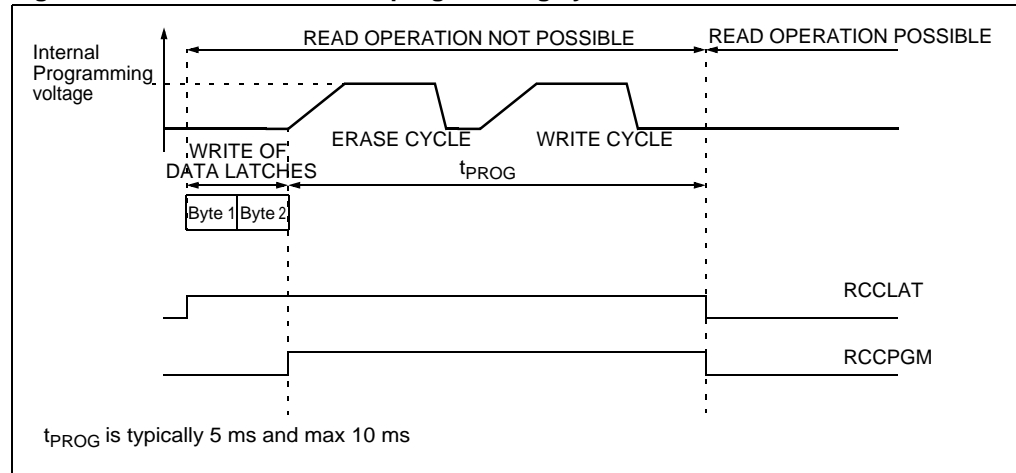 READ OPERATION NOT POSSIBLE
READ OPERATION POSSIBLE
Internal
Programming
voltage
ERASE CYCLE
WRITE CYCLE
WRITE OF
DATA LATCHES
tPROG
Byte 1
Byte 2
RCCLAT
RCCPGM
tPROG is typically 5 ms and max 10 ms